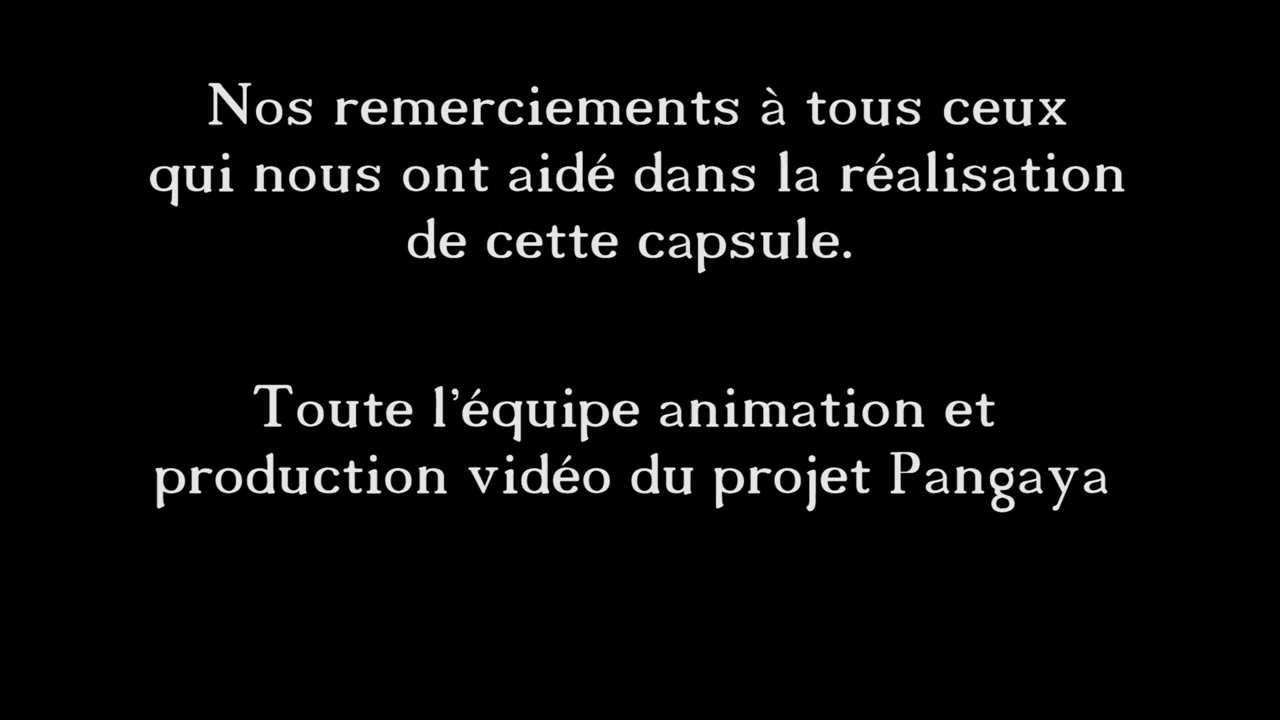 Nos remerciements à tous ceux
qui nous ont aidé dans la réalisation
de cette capsule.
Toute l’équipe animation et
production vidéo du projet Pangaya